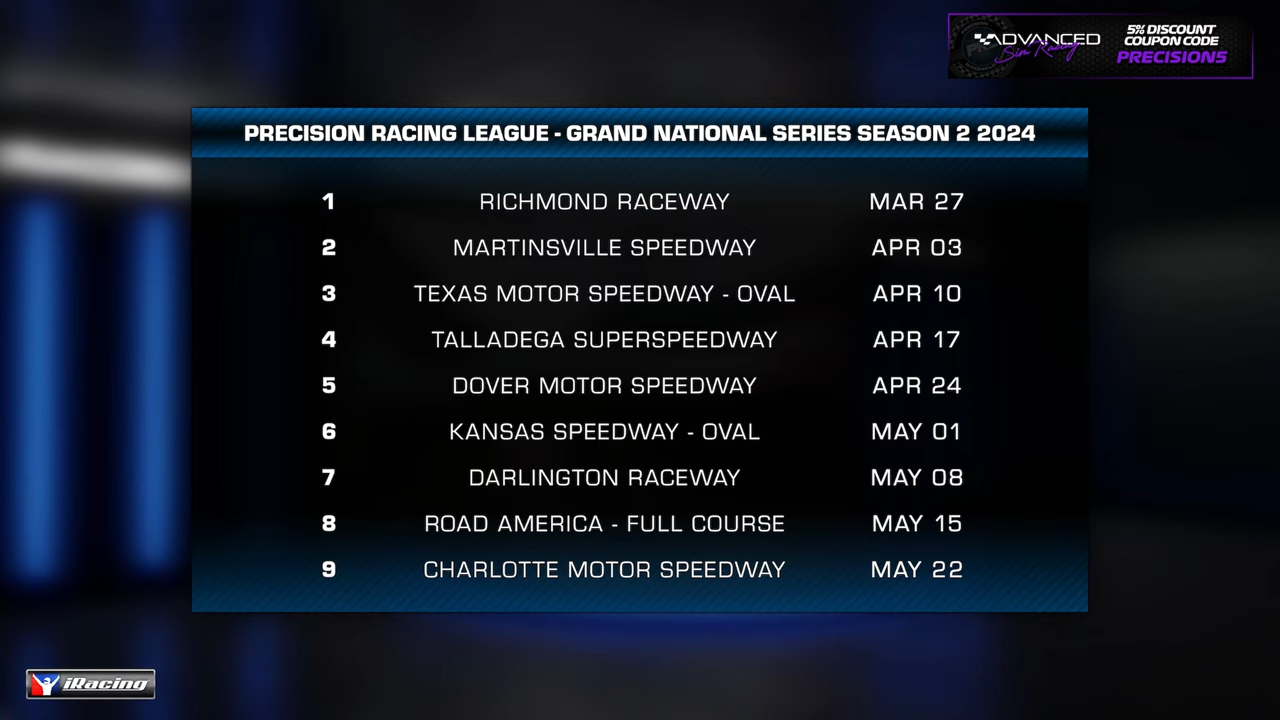 ADVANCED
Sim Racing
5% DISCOUNT
COUPON CODE
PRECISION5
PRECISION RACING LEAGUE - GRAND NATIONAL SERIES SEASON 2 2024
1 RICHMOND RACEWAY MAR 27
2 MARTINSVILLE SPEEDWAY APR 03
3 TEXAS MOTOR SPEEDWAY - OVAL APR 10
4 TALLADEGA SUPERSPEEDWAY APR 17
5 DOVER MOTOR SPEEDWAY APR 24
6 KANSAS SPEEDWAY - OVAL MAY 01
7 DARLINGTON RACEWAY MAY 08
8 ROAD AMERICA - FULL COURSE MAY 15
9 CHARLOTTE MOTOR SPEEDWAY MAY 22
iRacing